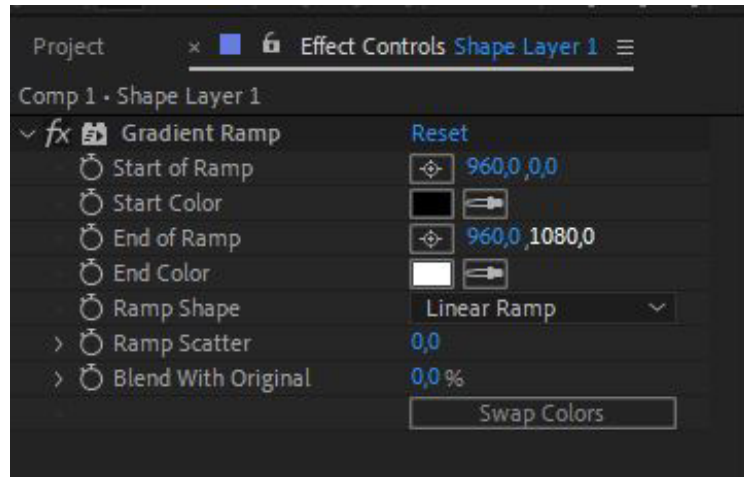 Project × Effect Controls Shape Layer 1
Comp 1 • Shape Layer 1
fx Gradient Ramp Reset
Start of Ramp 960,0,0,0
Start Color
End of Ramp 960,0,1080,0
End Color
Ramp Shape Linear Ramp
Ramp Scatter 0,0
Blend With Original 0,0 %
Swap Colors